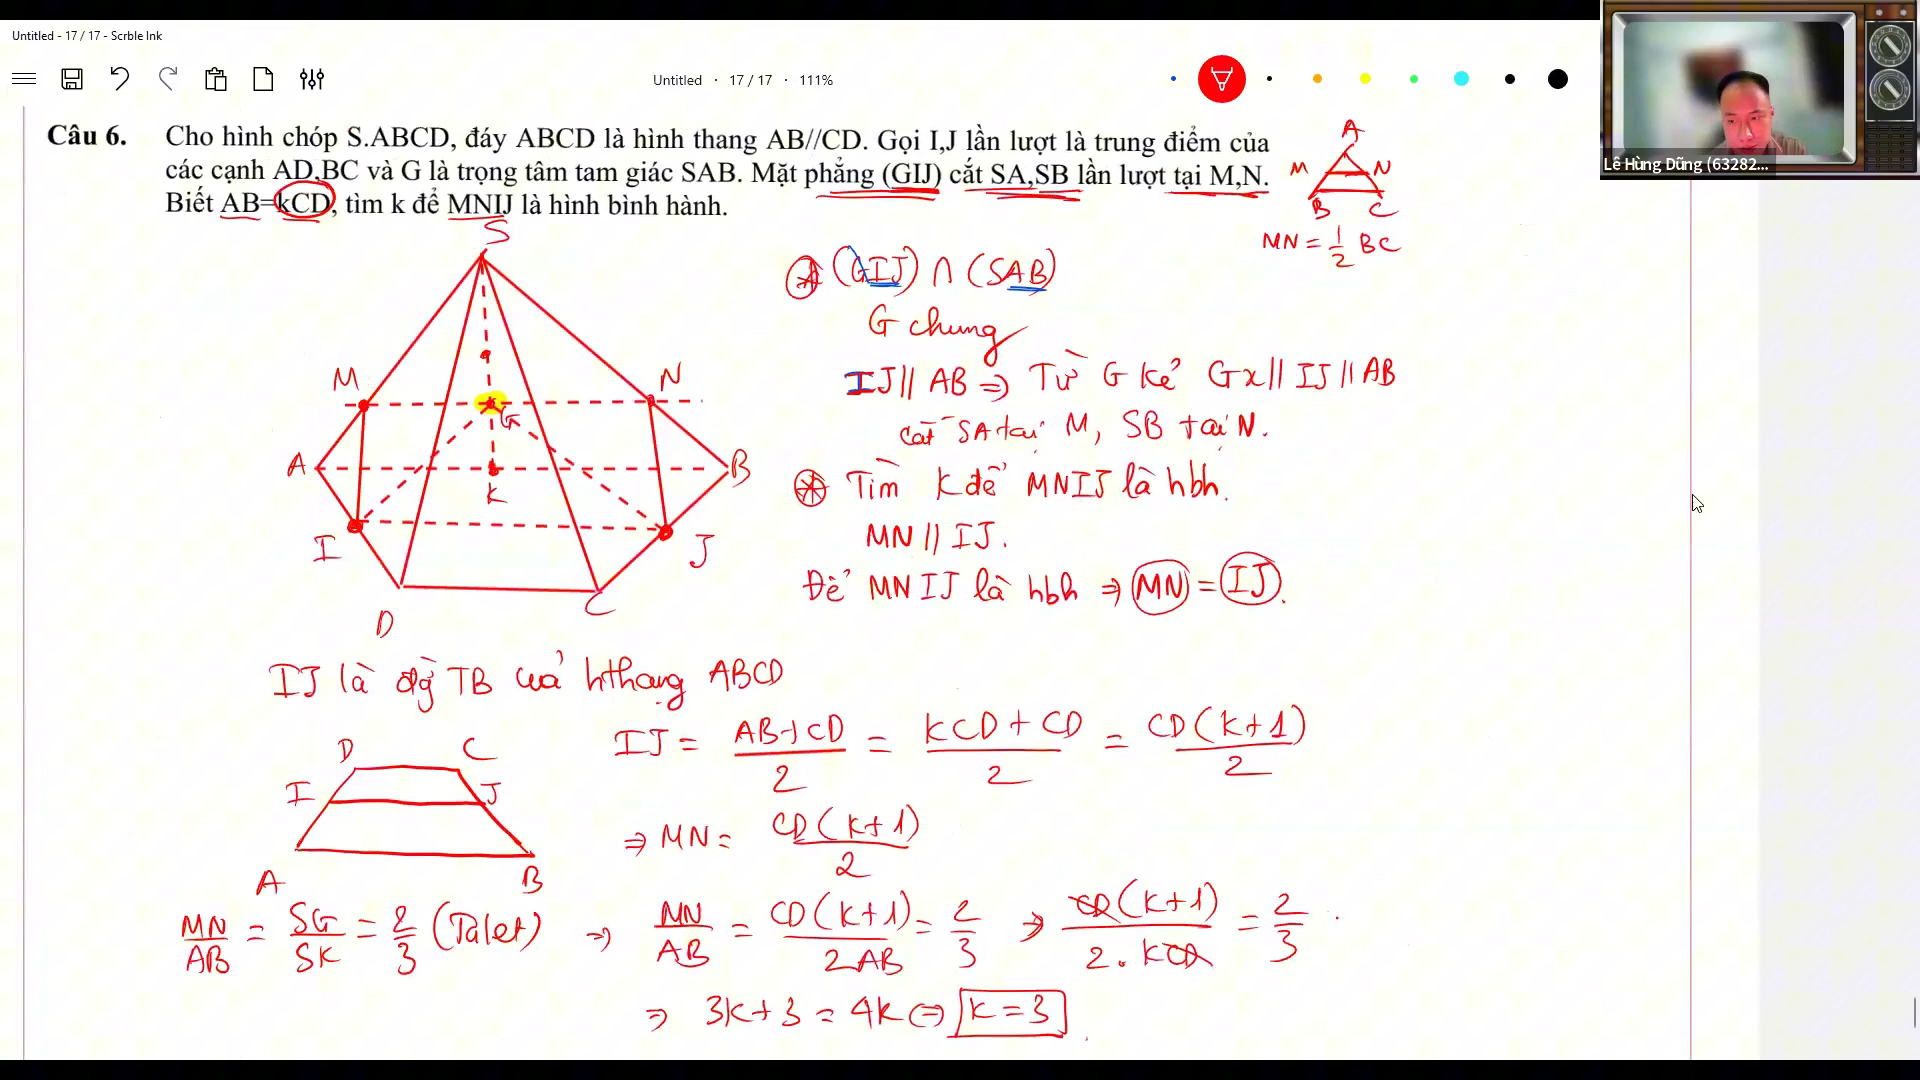 Untitled - 17 / 17 - Scrble Ink
Untitled · 17 / 17 · 111%
Lê Hùng Dũng (63282...
Câu 6. Cho hình chóp S.ABCD, đáy ABCD là hình thang AB//CD. Gọi I,J lần lượt là trung điểm của
các cạnh AD,BC và G là trọng tâm tam giác SAB. Mặt phẳng (GIJ) cắt SA,SB lần lượt tại M,N.
Biết AB=kCD, tìm k để MNIJ là hình bình hành.
A
M N
B C
MN = 1/2 BC
S
M N
G
A B
K
I J
D C
(GIJ) ∩ (SAB)
G chung
IJ // AB ⇒ Từ G kẻ Gx // IJ // AB
cắt SA tại M, SB tại N.
⊛ Tìm K để MNIJ là hbh.
MN // IJ.
Để MNIJ là hbh ⇒ MN = IJ.
IJ là đg TB của hthang ABCD
D C
I J
A B
IJ = AB+CD/2 = KCD + CD/2 = CD(k+1)/2
⇒ MN = CD(k+1)/2
MN/AB = SG/SK = 2/3 (Talet) ⇒ MN/AB = CD(k+1)/2AB = 2/3 ⇒ CD(k+1)/2.kCD = 2/3
⇒ 3k+3 = 4k ⇔ k = 3